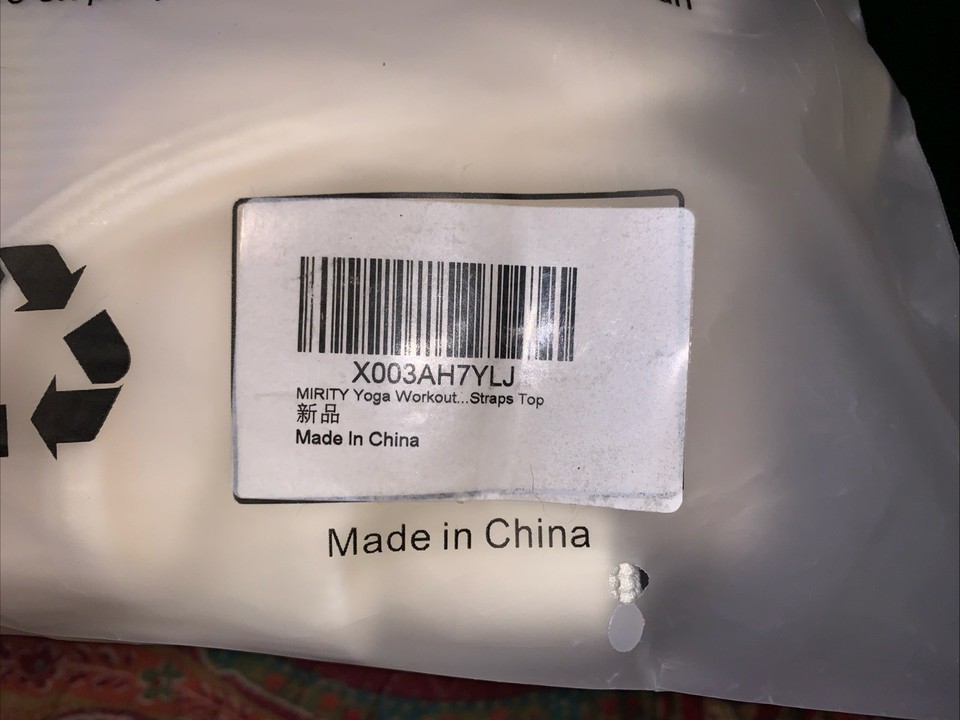 X003AH7YLJ
MIRITY Yoga Workout...Straps Top
新品
Made In China
Made in China